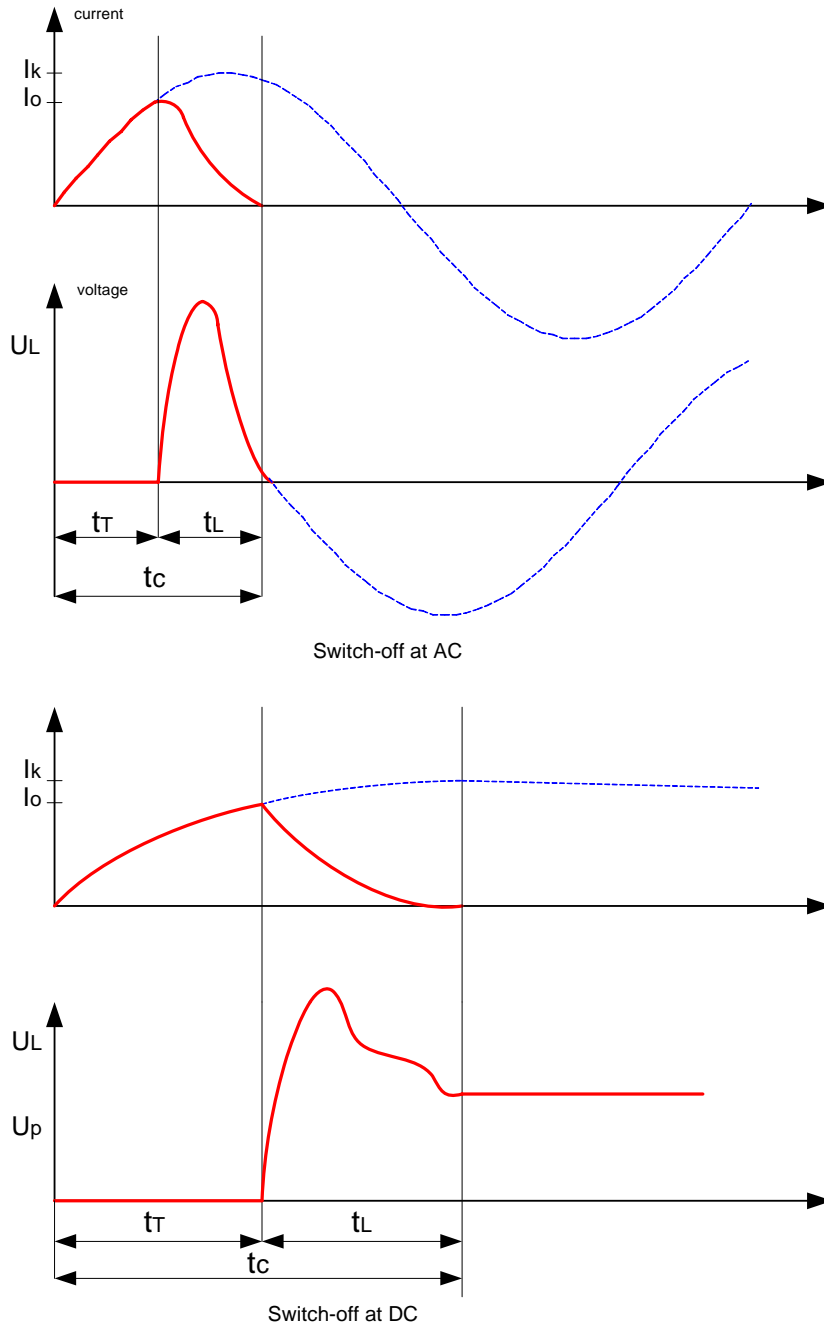 current
Ik
Io
voltage
UL
tT tL
tC
Switch-off at AC
Ik
Io
UL
Up
tT tL
tC
Switch-off at DC